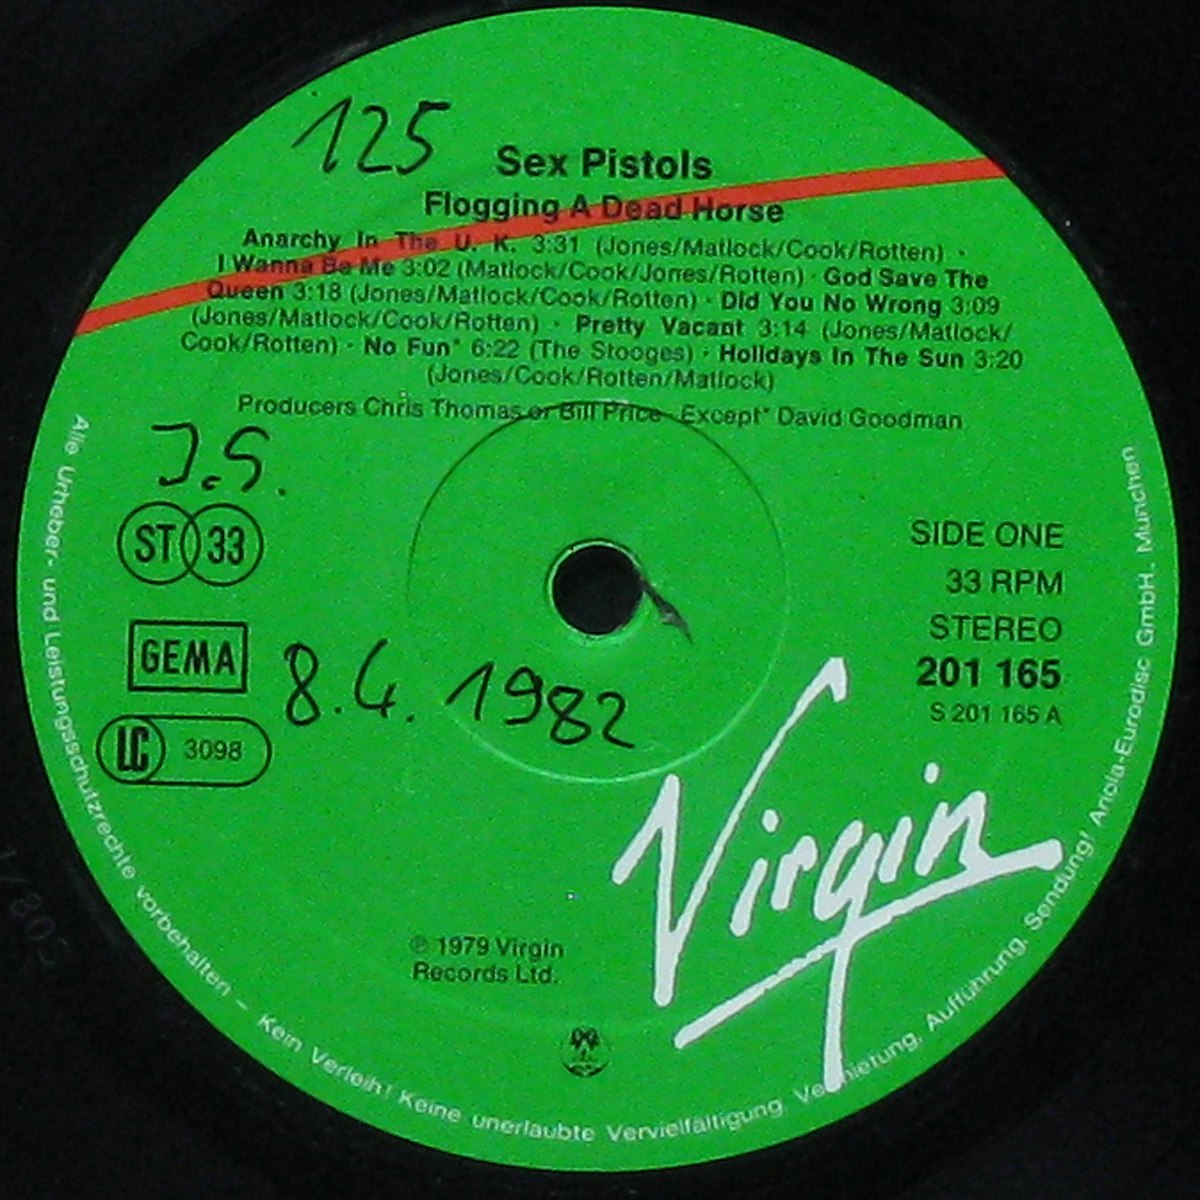 125
Sex Pistols
Flogging A Dead Horse
Anarchy In The U. K. 3:31 (Jones/Matlock/Cook/Rotten) ·
I Wanna Be Me 3:02 (Matlock/Cook/Jones/Rotten) · God Save The
Queen 3:18 (Jones/Matlock/Cook/Rotten) · Did You No Wrong 3:09
(Jones/Matlock/Cook/Rotten) · Pretty Vacant 3:14 (Jones/Matlock/
Cook/Rotten) · No Fun* 6:22 (The Stooges) · Holidays In The Sun 3:20
(Jones/Cook/Rotten/Matlock)
Producers Chris Thomas or Bill Price Except* David Goodman
J.S.
ST 33
GEMA
LC 3098
8.4. 1982
SIDE ONE
33 RPM
STEREO
201 165
S 201 165 A
Virgin
℗ 1979 Virgin
Records Ltd.
Alle Urheber- und Leistungsschutzrechte vorbehalten – Kein Verleih! Keine unerlaubte Vervielfältigung, Vermietung, Aufführung, Sendung! Ariola-Eurodisc GmbH, München